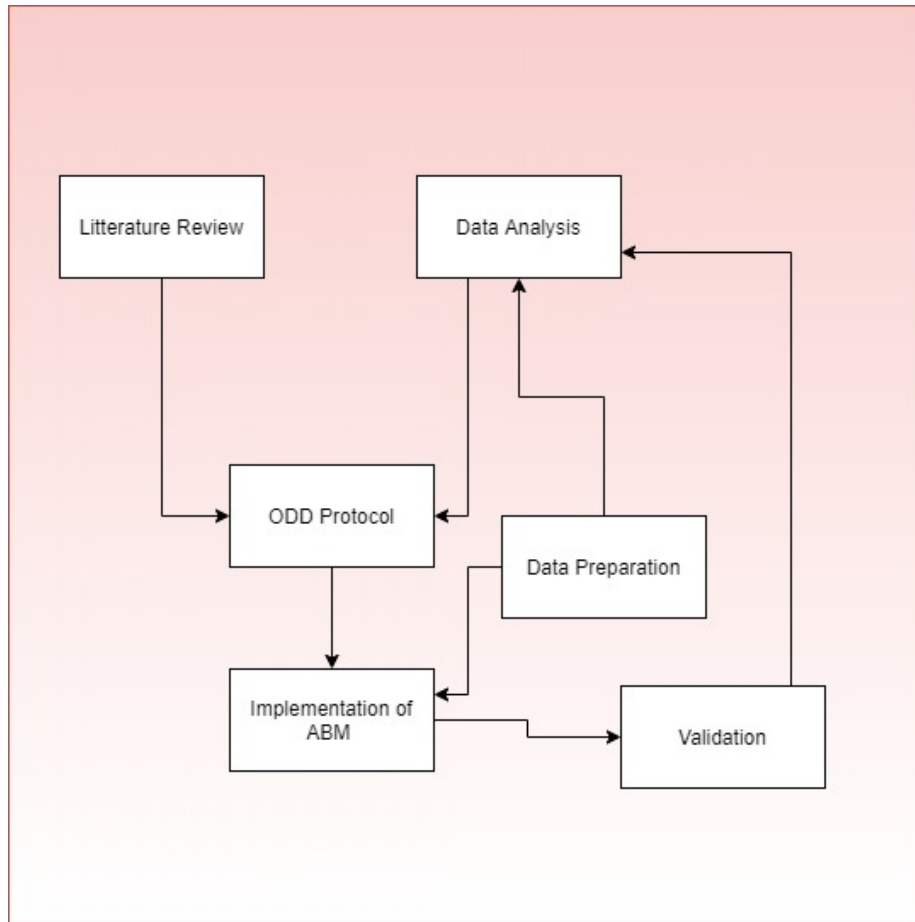 Litterature Review
Data Analysis
ODD Protocol
Data Preparation
Implementation of
ABM
Validation